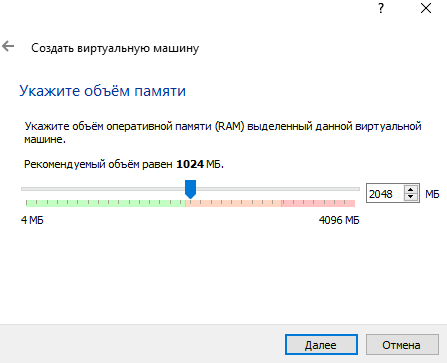 ?
Создать виртуальную машину
Укажите объём памяти
Укажите объём оперативной памяти (RAM) выделенный данной виртуальной
машине.
Рекомендуемый объём равен 1024 МБ.
2048 МБ
4 МБ 4096 МБ
Далее Отмена